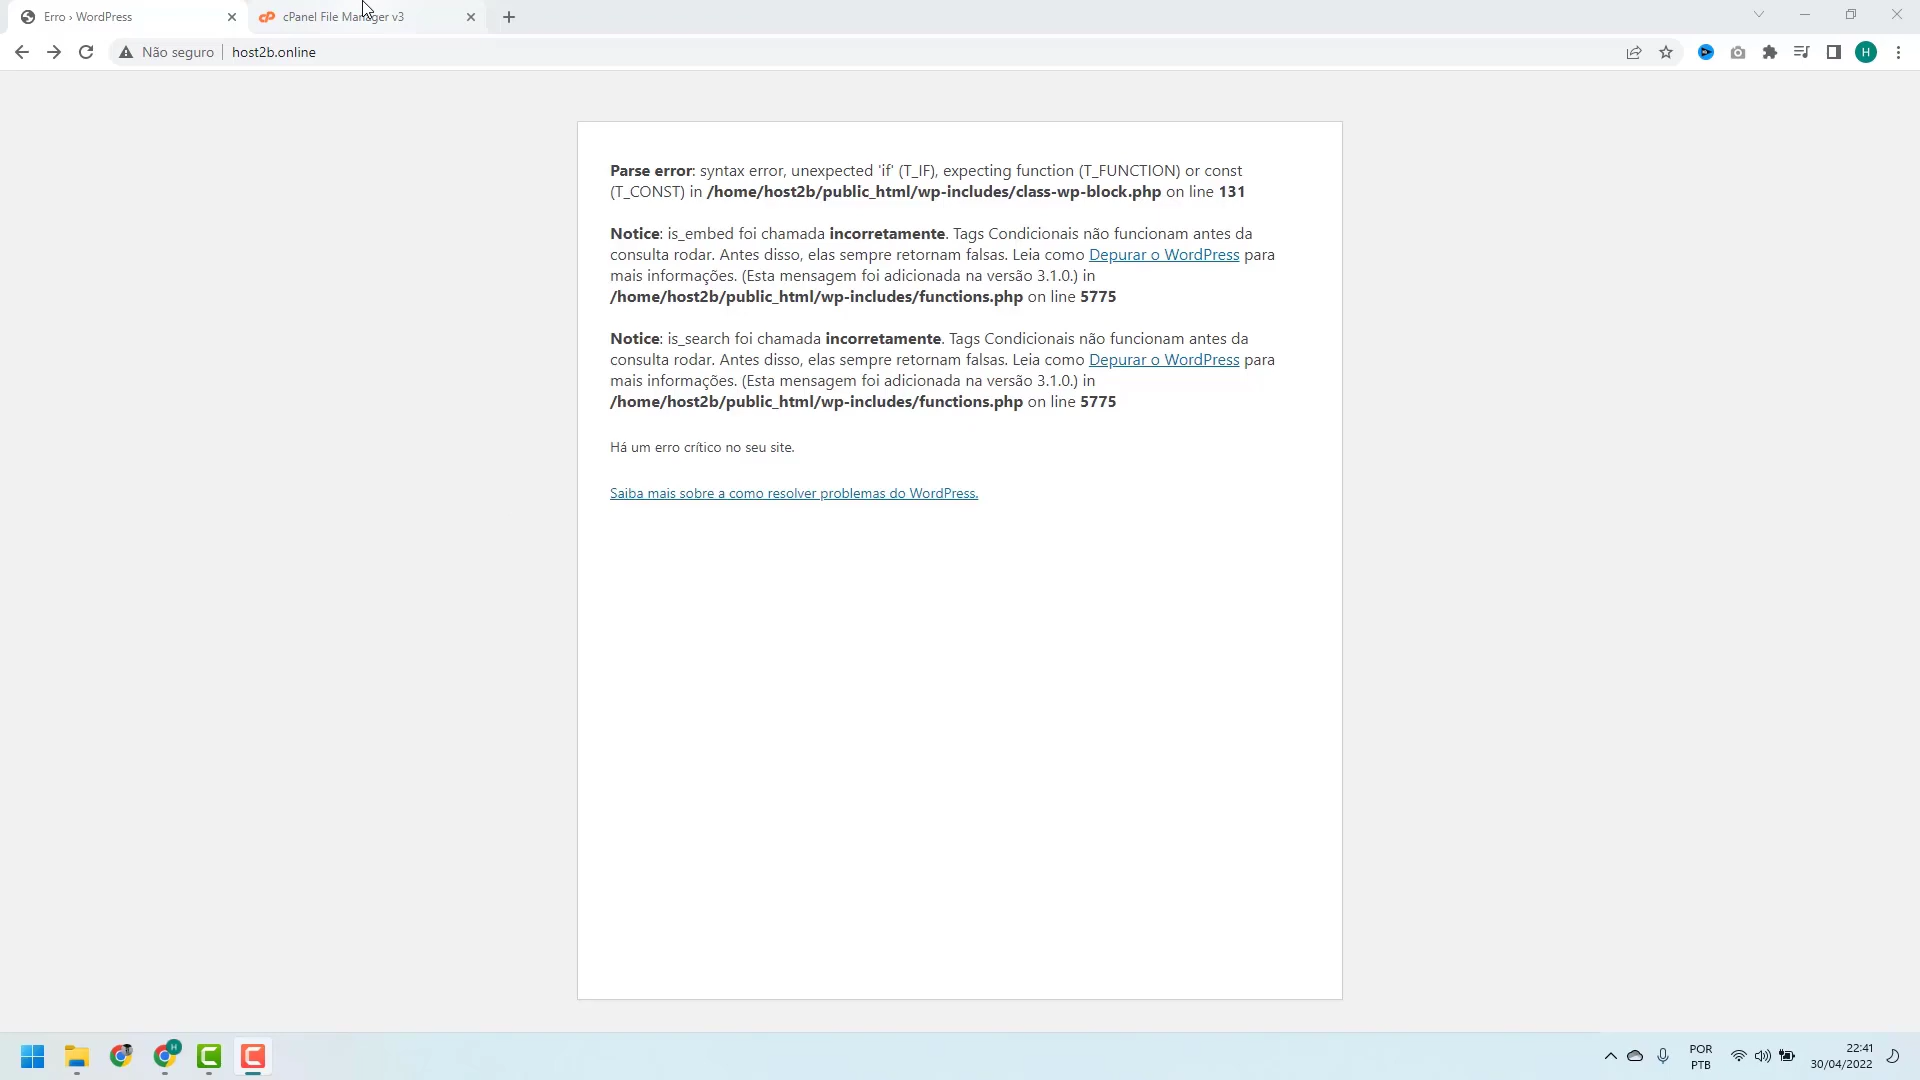 Erro › WordPress
cPanel File Manager v3
Não seguro
host2b.online
H
Parse error: syntax error, unexpected 'if' (T_IF), expecting function (T_FUNCTION) or const
(T_CONST) in /home/host2b/public_html/wp-includes/class-wp-block.php on line 131
Notice: is_embed foi chamada incorretamente. Tags Condicionais não funcionam antes da
consulta rodar. Antes disso, elas sempre retornam falsas. Leia como Depurar o WordPress para
mais informações. (Esta mensagem foi adicionada na versão 3.1.0.) in
/home/host2b/public_html/wp-includes/functions.php on line 5775
Notice: is_search foi chamada incorretamente. Tags Condicionais não funcionam antes da
consulta rodar. Antes disso, elas sempre retornam falsas. Leia como Depurar o WordPress para
mais informações. (Esta mensagem foi adicionada na versão 3.1.0.) in
/home/host2b/public_html/wp-includes/functions.php on line 5775
Há um erro crítico no seu site.
Saiba mais sobre a como resolver problemas do WordPress.
H
POR
PTB
22:41
30/04/2022